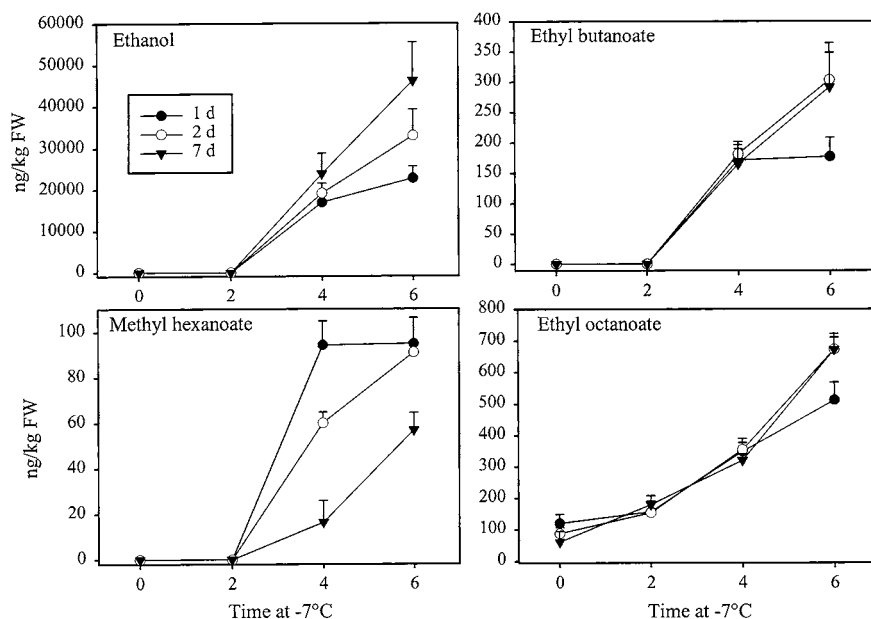 Ethanol
ng/kg FW
60000
50000
40000
30000
20000
10000
0
1 d
2 d
7 d
0 2 4 6
Ethyl butanoate
400
350
300
250
200
150
100
50
0
0 2 4 6
Methyl hexanoate
ng/kg FW
100
80
60
40
20
0
0 2 4 6
Time at -7°C
Ethyl octanoate
800
700
600
500
400
300
200
100
0
0 2 4 6
Time at -7°C